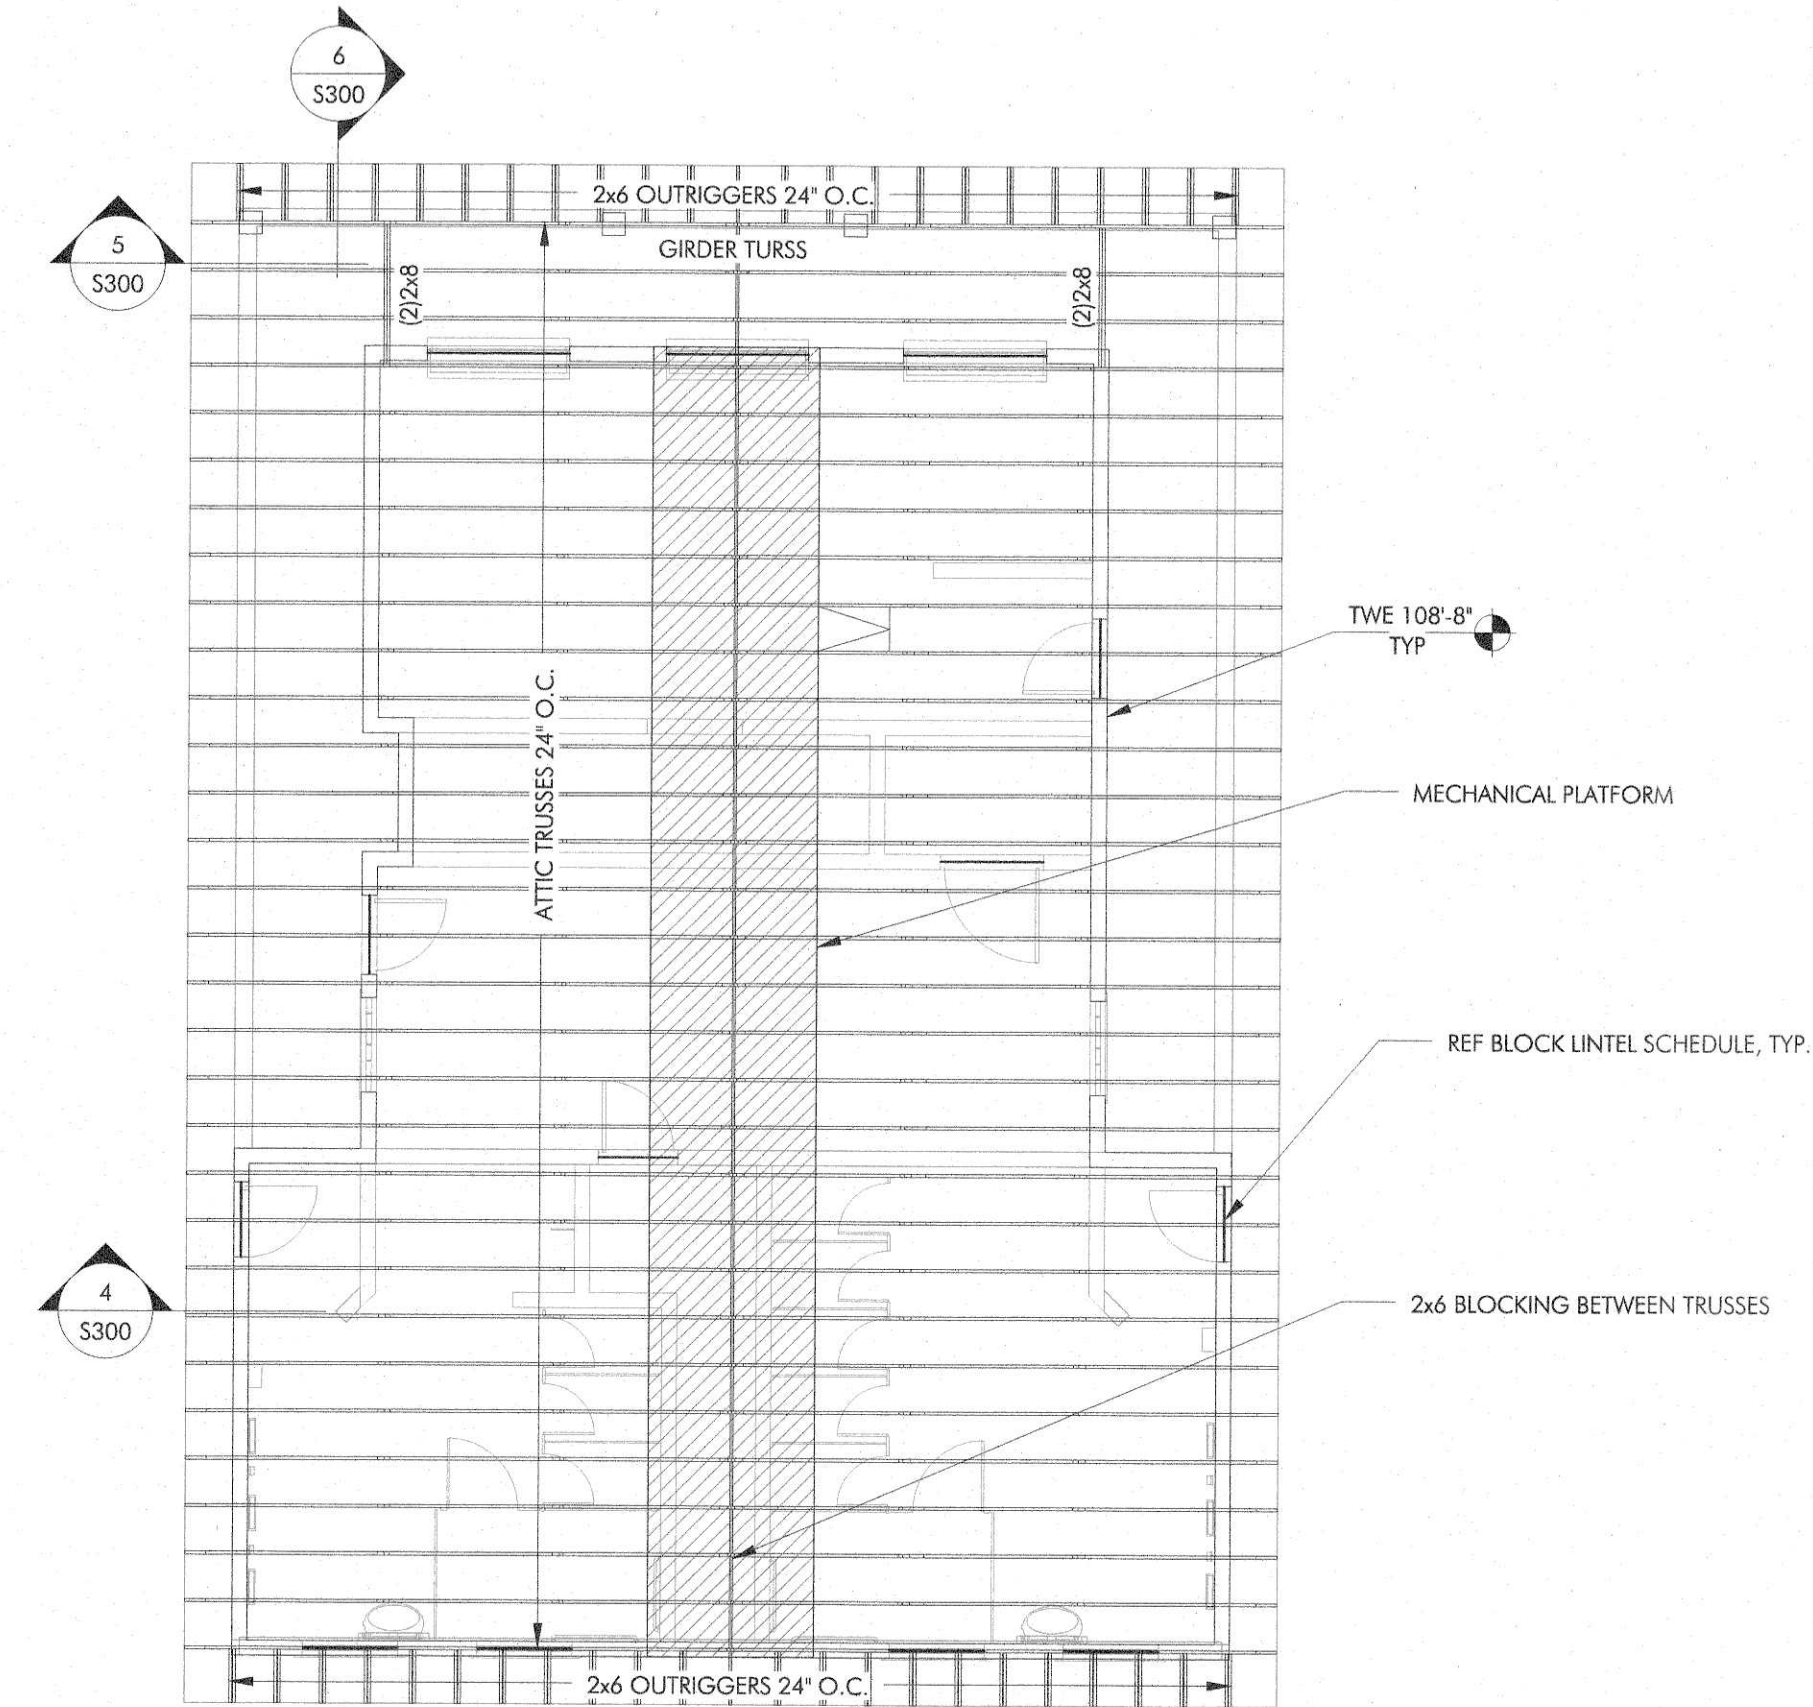 6
S300
2x6 OUTRIGGERS 24" O.C.
5
S300
GIRDER TURSS
(2)2x8
(2)2x8
TWE 108'-8"
TYP
ATTIC TRUSSES 24" O.C.
MECHANICAL PLATFORM
REF BLOCK LINTEL SCHEDULE, TYP.
4
S300
2x6 BLOCKING BETWEEN TRUSSES
2x6 OUTRIGGERS 24" O.C.